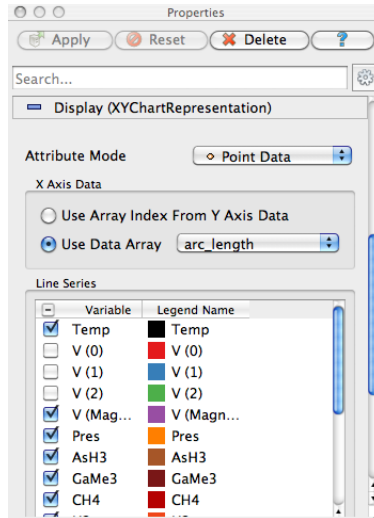 Properties
Apply Reset Delete ?
Search...
Display (XYChartRepresentation)
Attribute Mode Point Data
X Axis Data
Use Array Index From Y Axis Data
Use Data Array arc_length
Line Series
Variable Legend Name
Temp Temp
V (0) V (0)
V (1) V (1)
V (2) V (2)
V (Mag... V (Magn...
Pres Pres
AsH3 AsH3
GaMe3 GaMe3
CH4 CH4